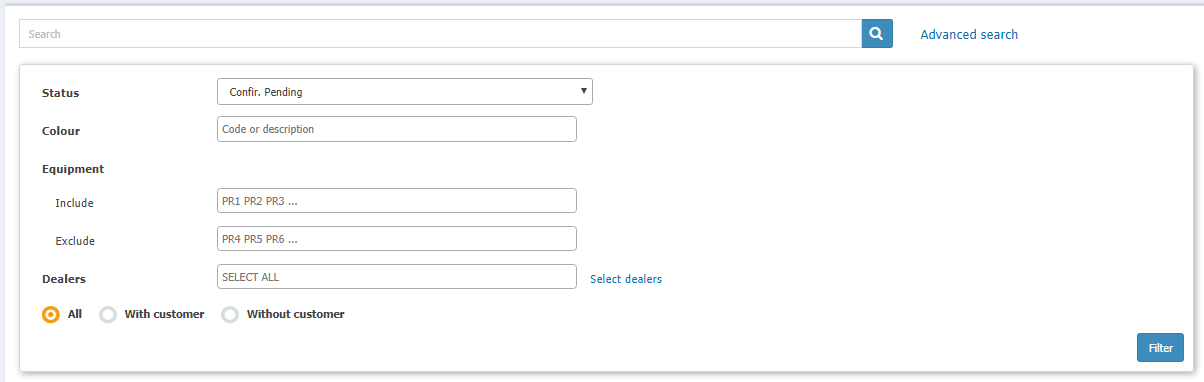 Search
Advanced search
Status
Confir. Pending
Colour
Code or description
Equipment
Include
PR1 PR2 PR3 ...
Exclude
PR4 PR5 PR6 ...
Dealers
SELECT ALL
Select dealers
All
With customer
Without customer
Filter